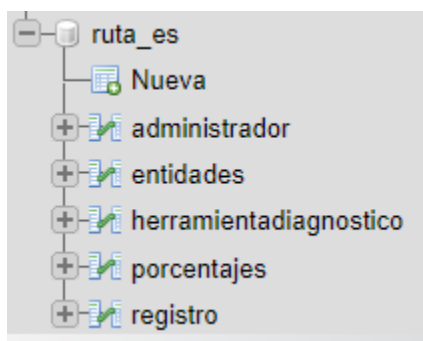 ruta_es
Nueva
administrador
entidades
herramientadiagnostico
porcentajes
registro